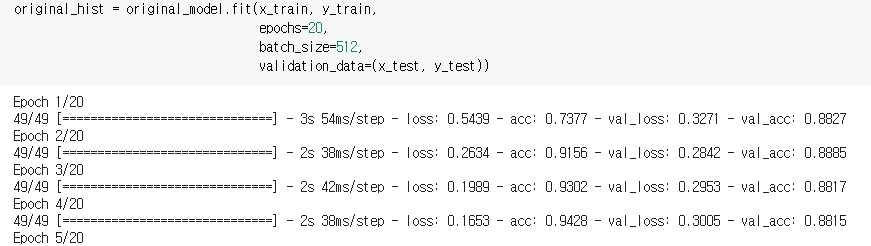 original_hist = original_model.fit(x_train, y_train,
epochs=20,
batch_size=512,
validation_data=(x_test, y_test))
Epoch 1/20
49/49 [==============================] - 3s 54ms/step - loss: 0.5439 - acc: 0.7377 - val_loss: 0.3271 - val_acc: 0.8827
Epoch 2/20
49/49 [==============================] - 2s 38ms/step - loss: 0.2634 - acc: 0.9156 - val_loss: 0.2842 - val_acc: 0.8885
Epoch 3/20
49/49 [==============================] - 2s 42ms/step - loss: 0.1989 - acc: 0.9302 - val_loss: 0.2953 - val_acc: 0.8817
Epoch 4/20
49/49 [==============================] - 2s 38ms/step - loss: 0.1653 - acc: 0.9428 - val_loss: 0.3005 - val_acc: 0.8815
Epoch 5/20